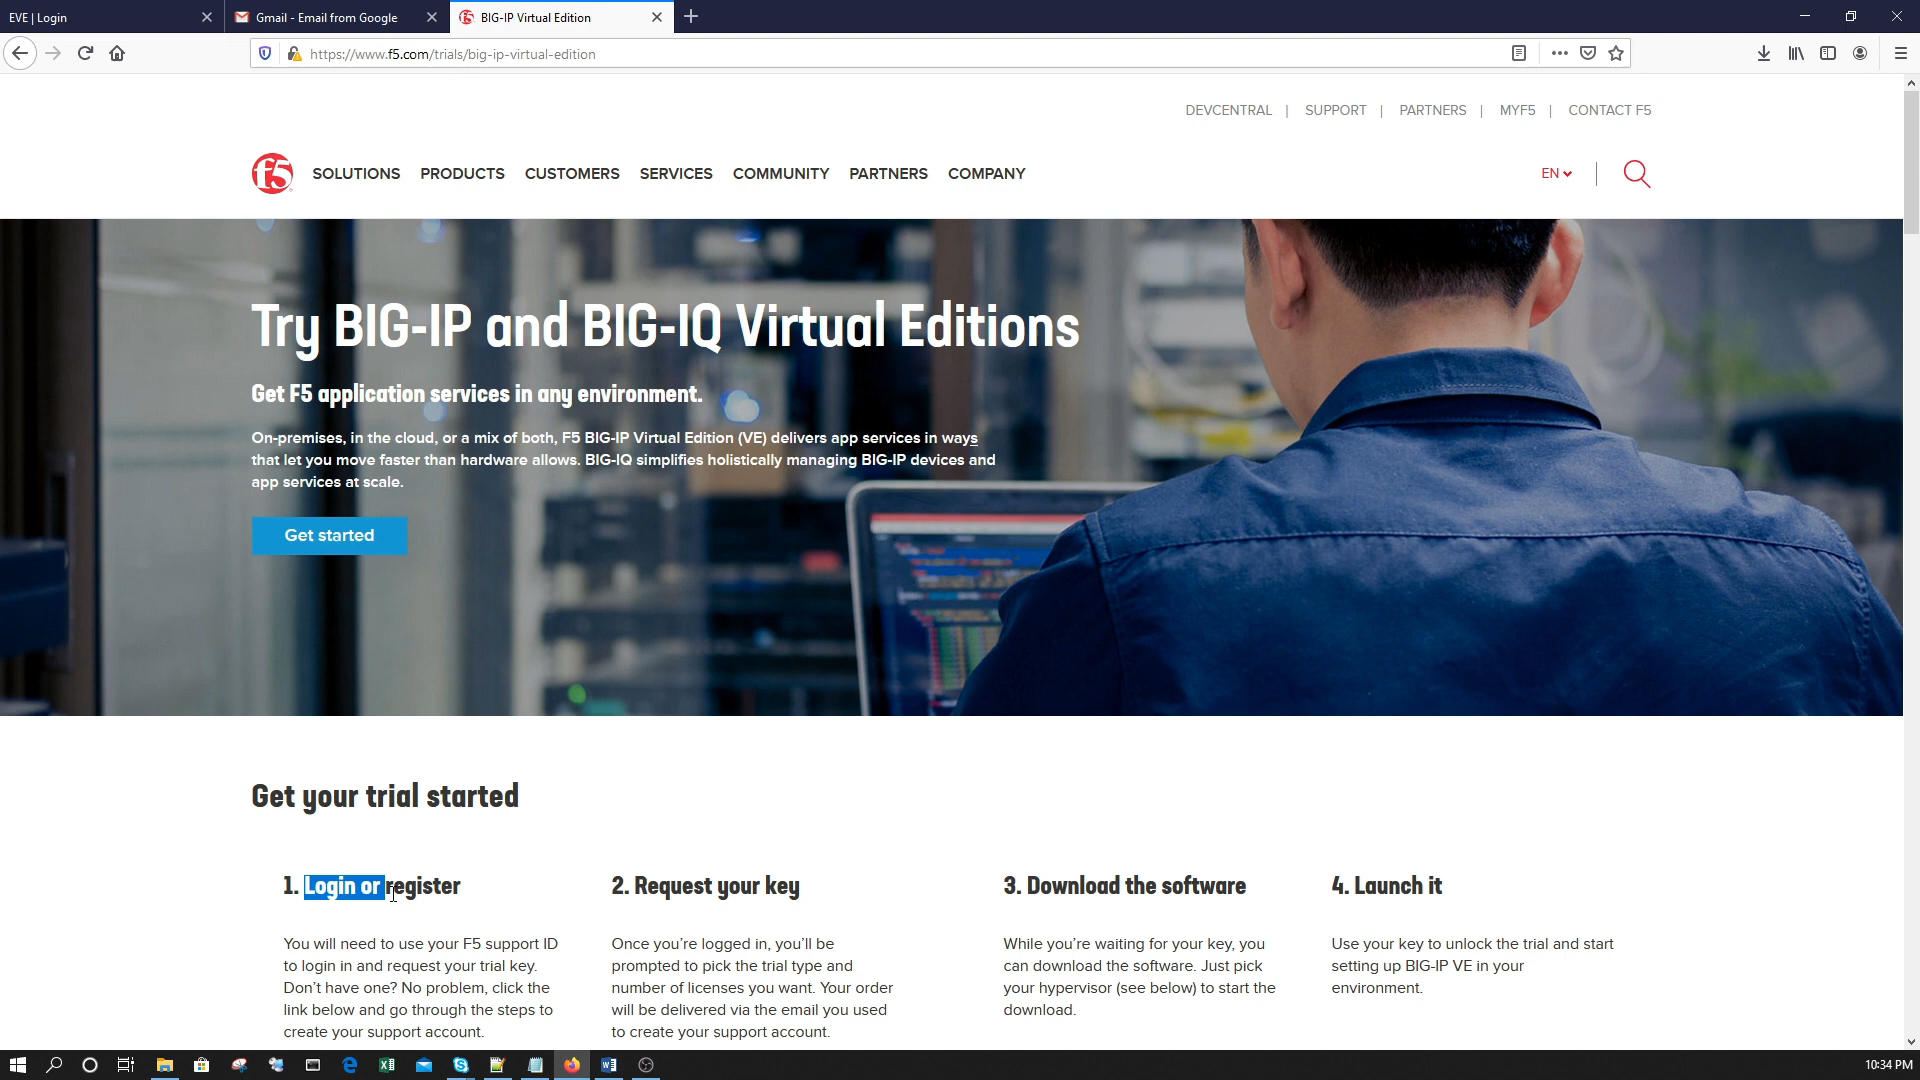 EVE | Login
Gmail - Email from Google
BIG-IP Virtual Edition
https://www.f5.com/trials/big-ip-virtual-edition
DEVCENTRAL | SUPPORT | PARTNERS | MYF5 | CONTACT F5
f5 SOLUTIONS PRODUCTS CUSTOMERS SERVICES COMMUNITY PARTNERS COMPANY EN
Try BIG-IP and BIG-IQ Virtual Editions
Get F5 application services in any environment.
On-premises, in the cloud, or a mix of both, F5 BIG-IP Virtual Edition (VE) delivers app services in ways
that let you move faster than hardware allows. BIG-IQ simplifies holistically managing BIG-IP devices and
app services at scale.
Get started
Get your trial started
1. Login or register
You will need to use your F5 support ID
to login in and request your trial key.
Don't have one? No problem, click the
link below and go through the steps to
create your support account.
2. Request your key
Once you're logged in, you'll be
prompted to pick the trial type and
number of licenses you want. Your order
will be delivered via the email you used
to create your support account.
3. Download the software
While you're waiting for your key, you
can download the software. Just pick
your hypervisor (see below) to start the
download.
4. Launch it
Use your key to unlock the trial and start
setting up BIG-IP VE in your
environment.
10:34 PM